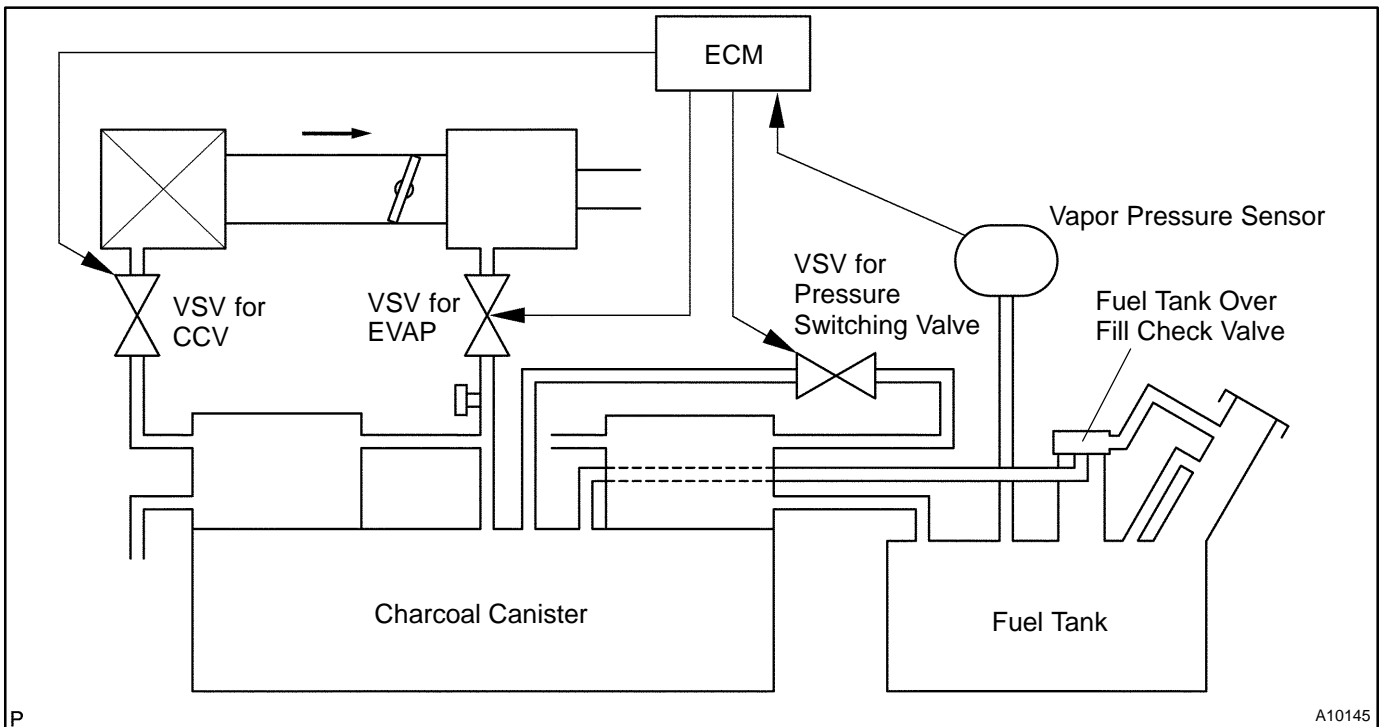 ECM
Vapor Pressure Sensor
VSV for
CCV
VSV for
EVAP
VSV for
Pressure
Switching Valve
Fuel Tank Over
Fill Check Valve
Charcoal Canister
Fuel Tank
P
A10145